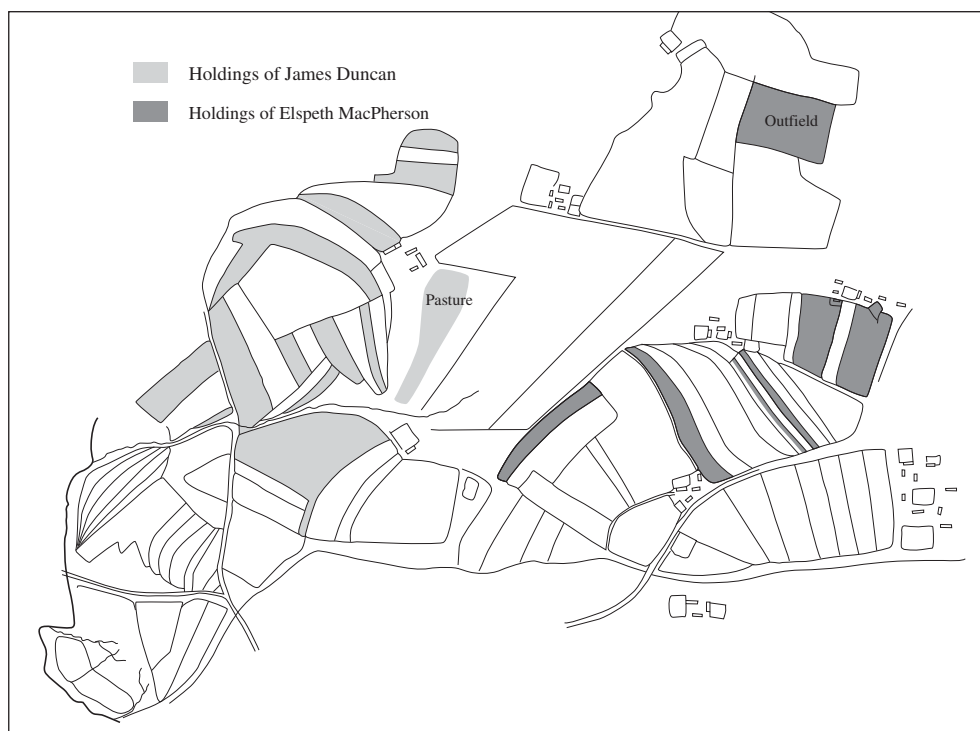 Holdings of James Duncan
Holdings of Elspeth MacPherson
Outfield
Pasture